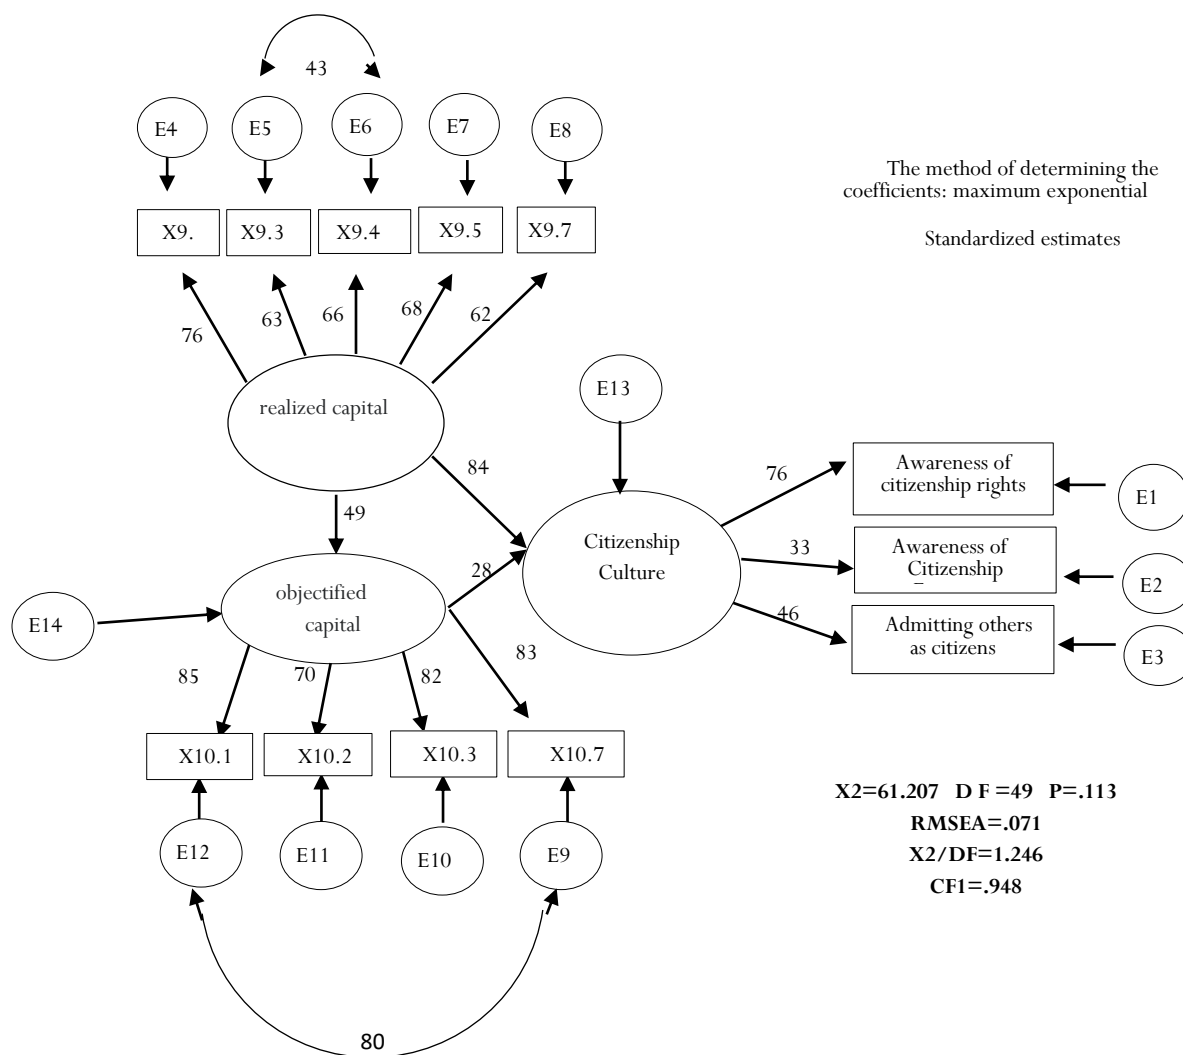 43
E4
E5
E6
E7
E8
The method of determining the
coefficients: maximum exponential
Standardized estimates
X9.
X9.3
X9.4
X9.5
X9.7
76
63
66
68
62
realized capital
E13
84
49
76
Awareness of
citizenship rights
E1
Citizenship
Culture
33
Awareness of
Citizenship
E2
28
objectified
capital
E14
46
Admitting others
as citizens
E3
85
70
82
83
X10.1
X10.2
X10.3
X10.7
E12
E11
E10
E9
80
X2=61.207 D F =49 P=.113
RMSEA=.071
X2/DF=1.246
CF1=.948